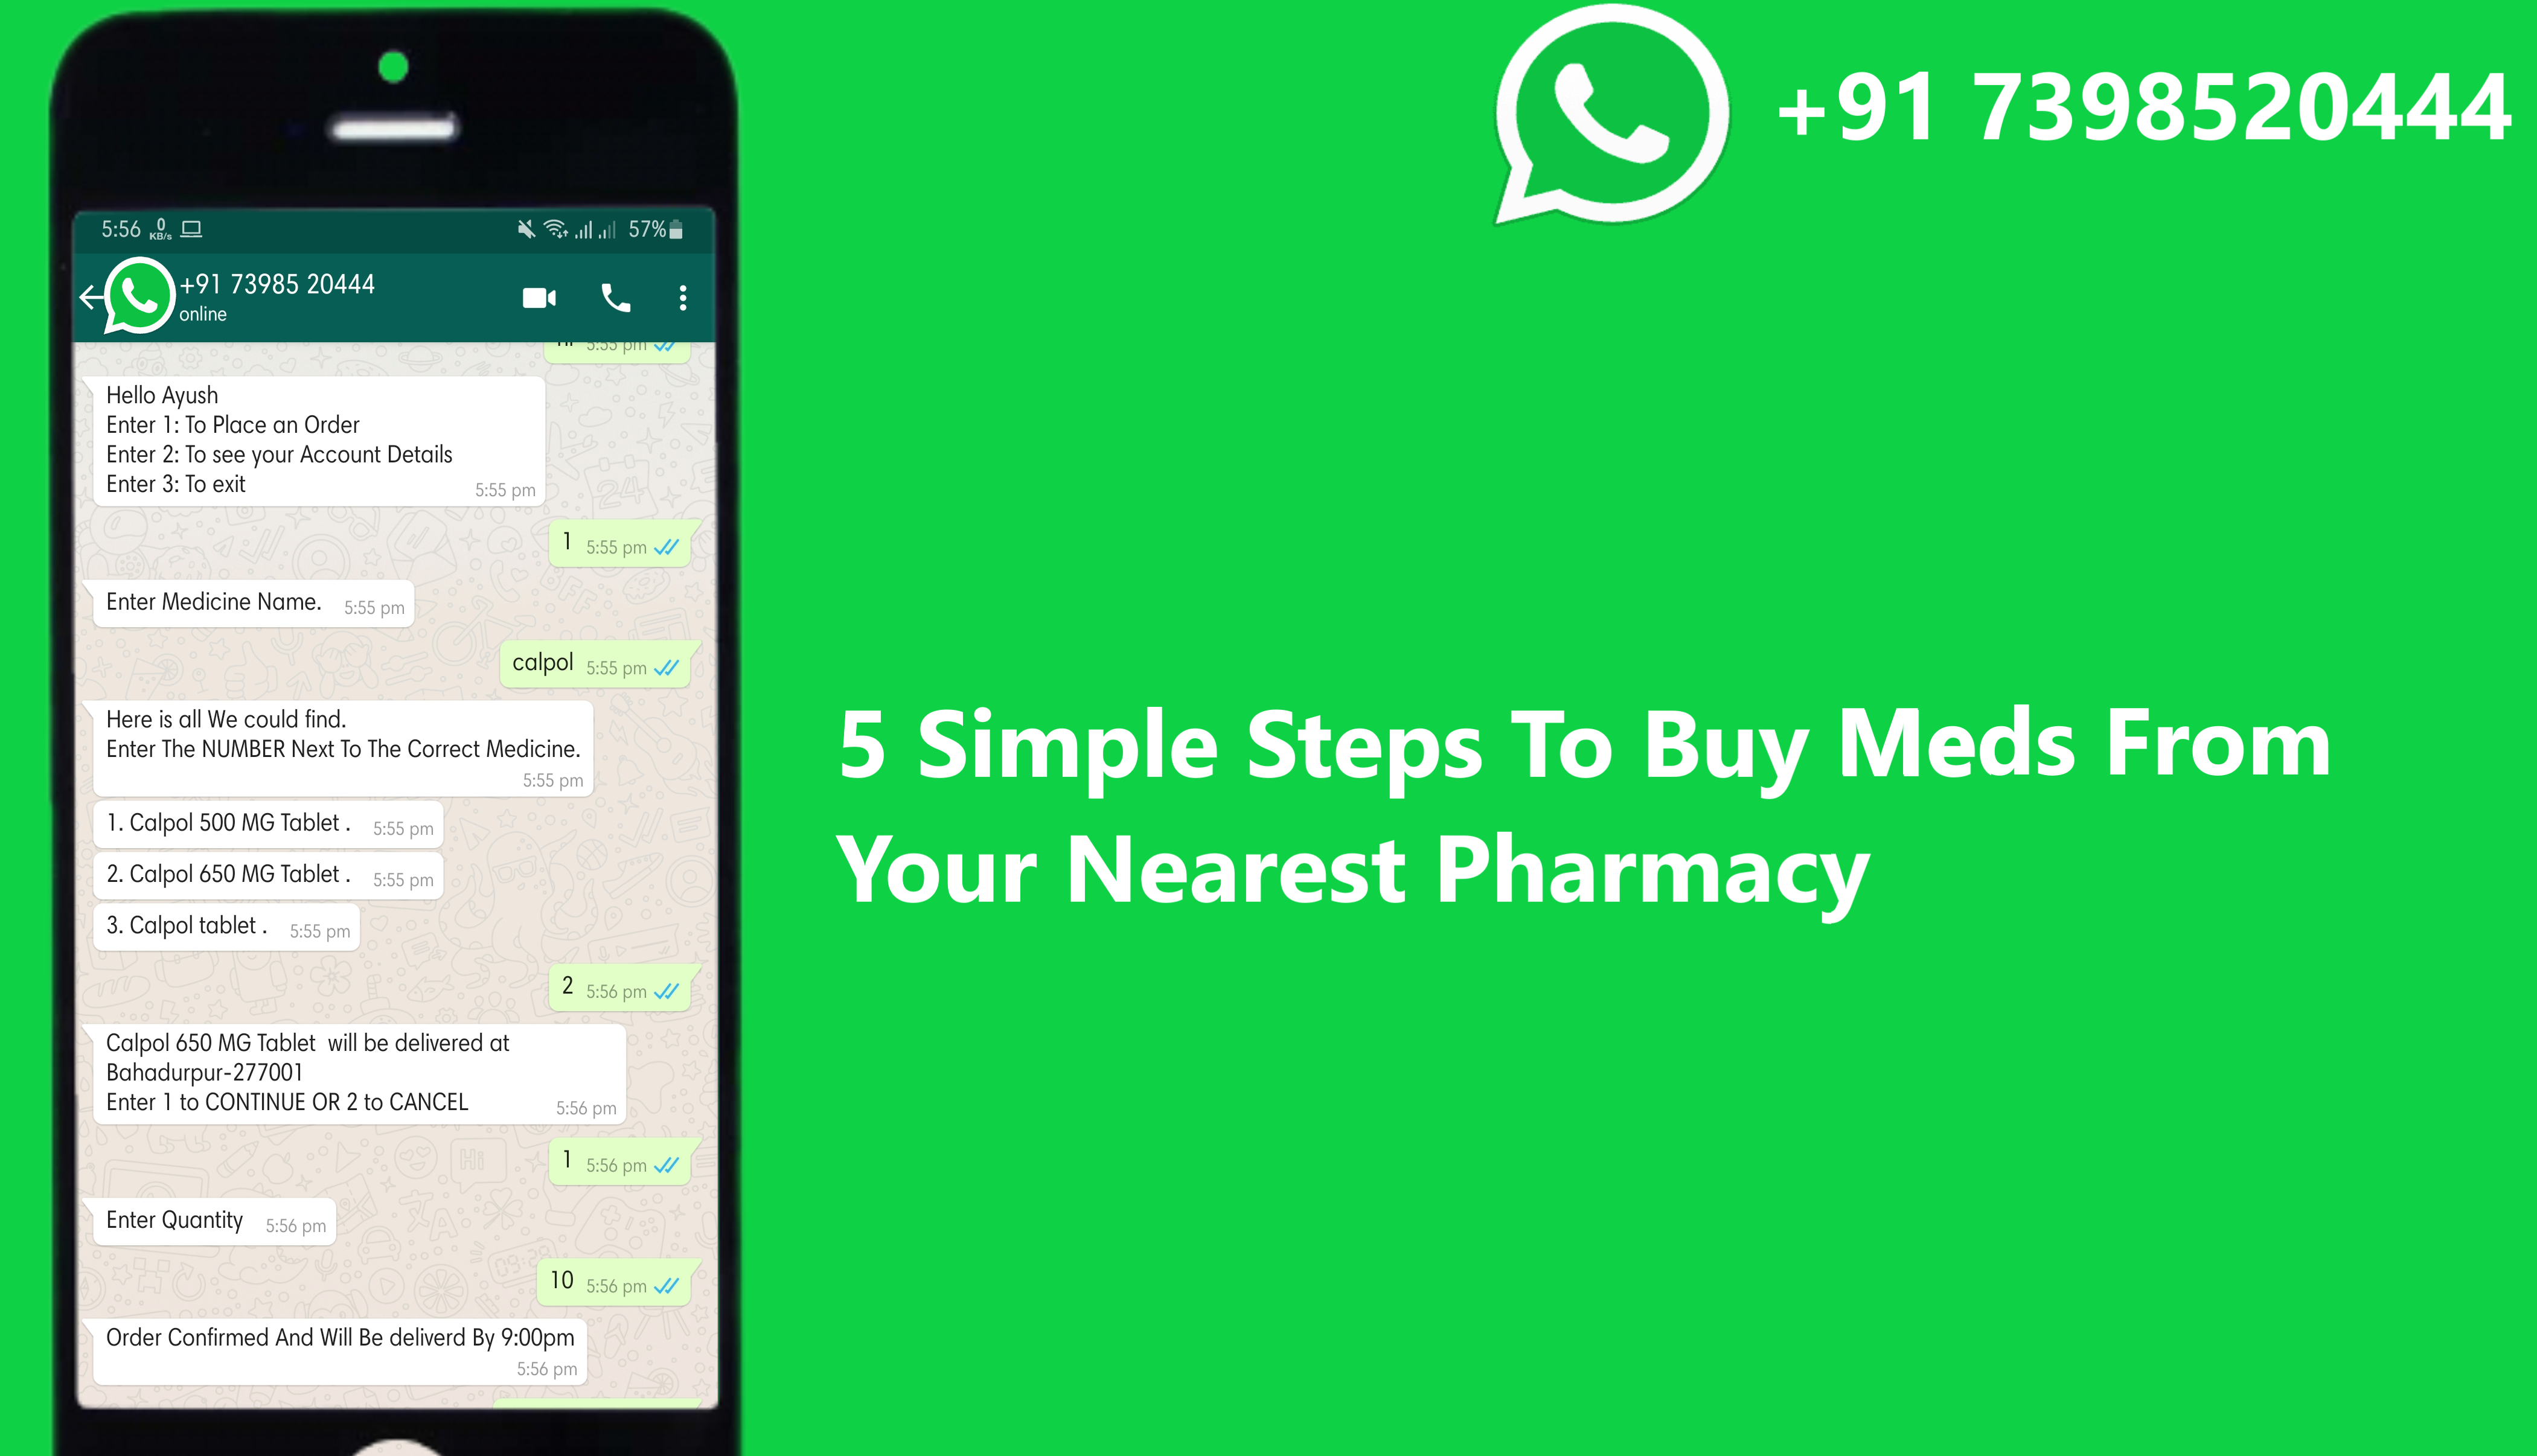 +91 7398520444
5:56 0 KB/s 57%
+91 73985 20444
online
5:55 pm
Hello Ayush
Enter 1: To Place an Order
Enter 2: To see your Account Details
Enter 3: To exit 5:55 pm
1 5:55 pm
Enter Medicine Name. 5:55 pm
calpol 5:55 pm
Here is all We could find.
Enter The NUMBER Next To The Correct Medicine.
5:55 pm
1. Calpol 500 MG Tablet . 5:55 pm
2. Calpol 650 MG Tablet . 5:55 pm
3. Calpol tablet . 5:55 pm
2 5:56 pm
Calpol 650 MG Tablet will be delivered at
Bahadurpur-277001
Enter 1 to CONTINUE OR 2 to CANCEL 5:56 pm
1 5:56 pm
Enter Quantity 5:56 pm
10 5:56 pm
Order Confirmed And Will Be deliverd By 9:00pm
5:56 pm
5 Simple Steps To Buy Meds From
Your Nearest Pharmacy